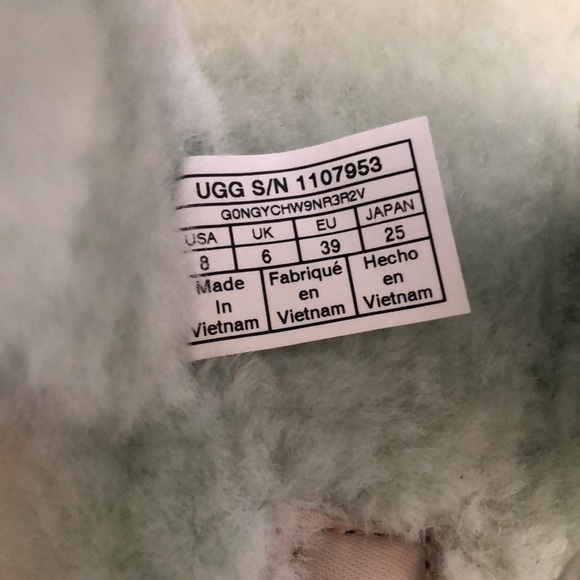 UGG S/N 1107953
G0NGYCHW9NR3R2V
USA UK EU JAPAN
8 6 39 25
Made Fabriqué Hecho
In en en
Vietnam Vietnam Vietnam